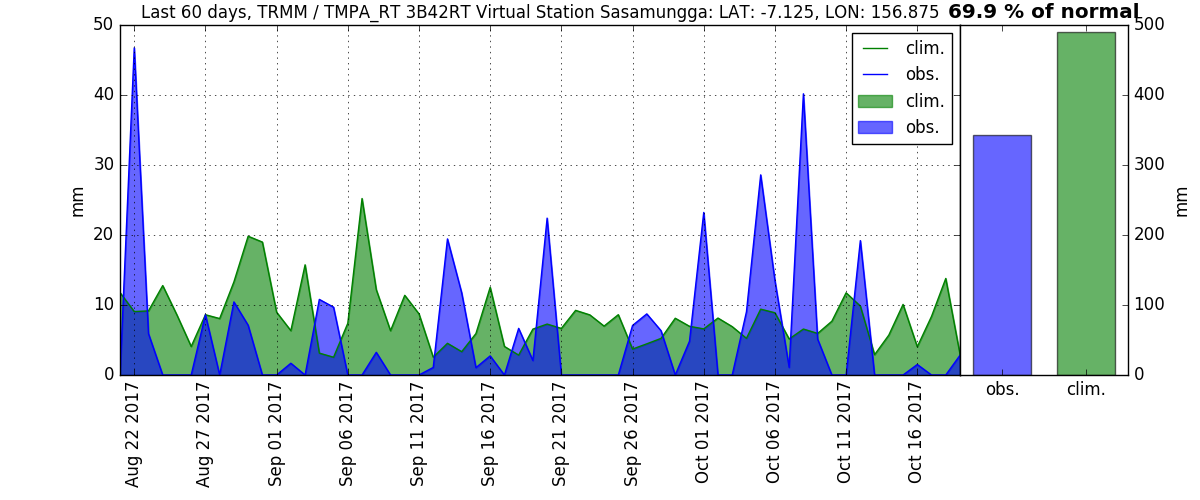 Last 60 days, TRMM / TMPA_RT 3B42RT Virtual Station Sasamungga: LAT: -7.125, LON: 156.875
69.9 % of normal
50
40
30
20
10
0
mm
clim.
obs.
clim.
obs.
500
400
300
200
100
0
mm
Aug 22 2017
Aug 27 2017
Sep 01 2017
Sep 06 2017
Sep 11 2017
Sep 16 2017
Sep 21 2017
Sep 26 2017
Oct 01 2017
Oct 06 2017
Oct 11 2017
Oct 16 2017
obs.
clim.